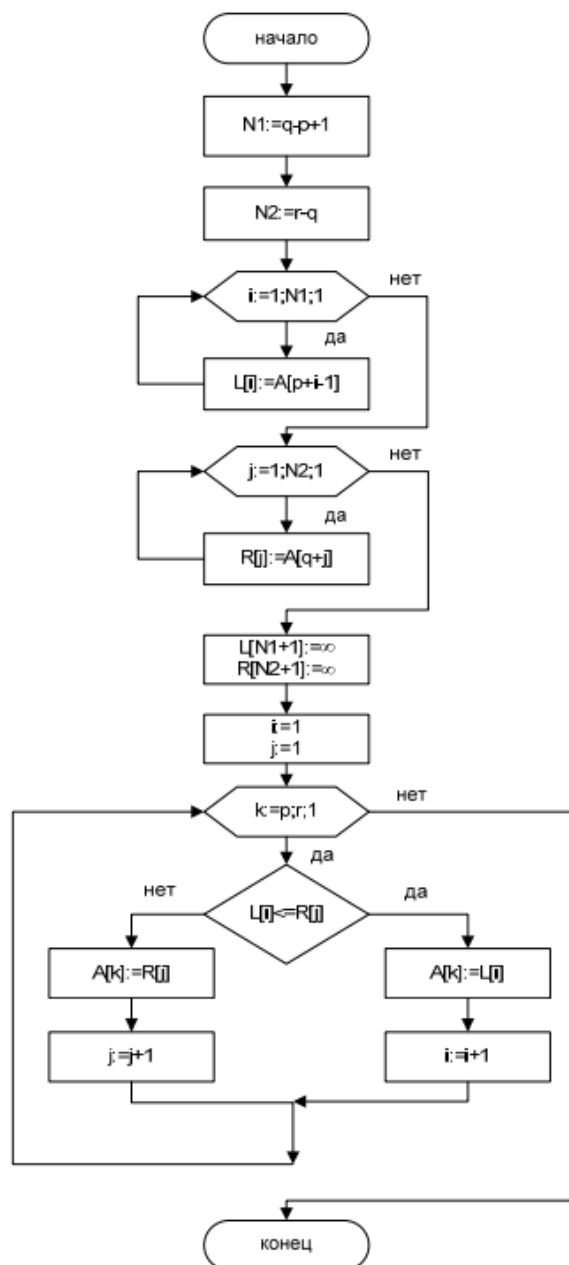 начало
N1:=q-p+1
N2:=r-q
i:=1;N1;1
нет
да
L[i]:=A[p+i-1]
j:=1;N2;1
нет
да
R[j]:=A[q+j]
L[N1+1]:=∞
R[N2+1]:=∞
i:=1
j:=1
k:=p;r;1
нет
да
L[i]<=R[j]
нет
да
A[k]:=R[j]
A[k]:=L[i]
j:=j+1
i:=i+1
конец